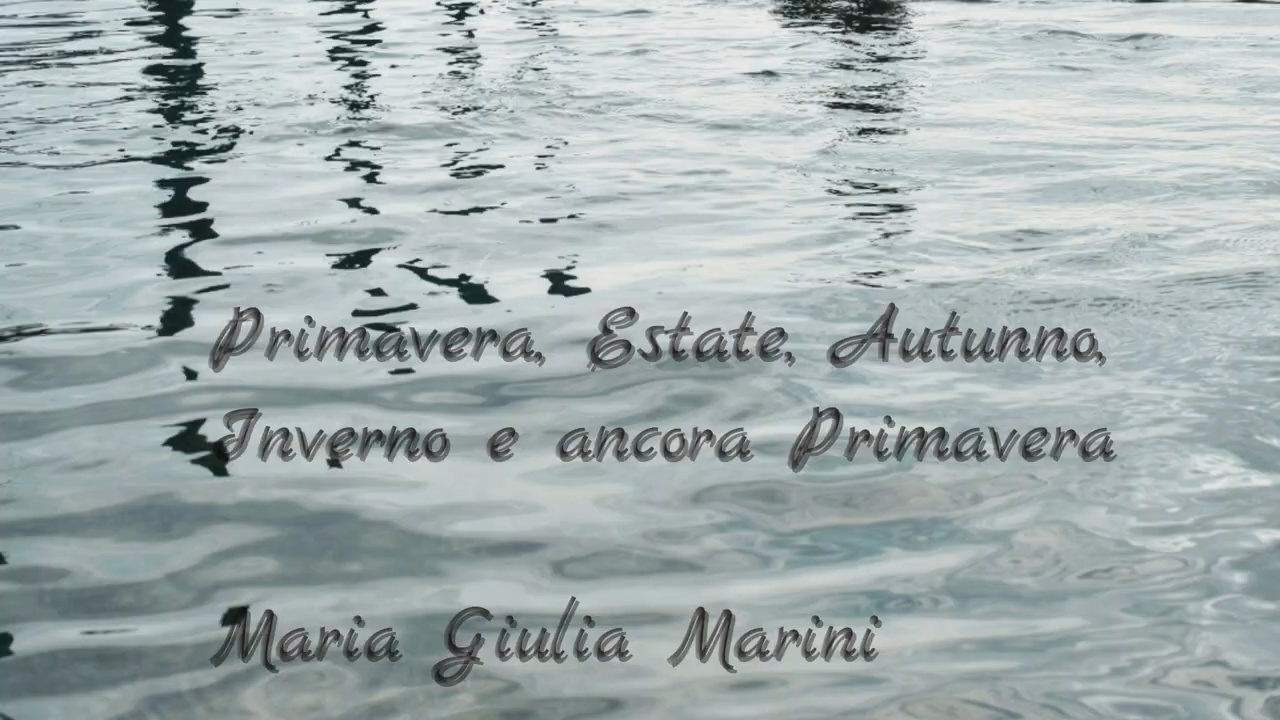 Primavera, Estate, Autunno,
Inverno e ancora Primavera
Maria Giulia Marini